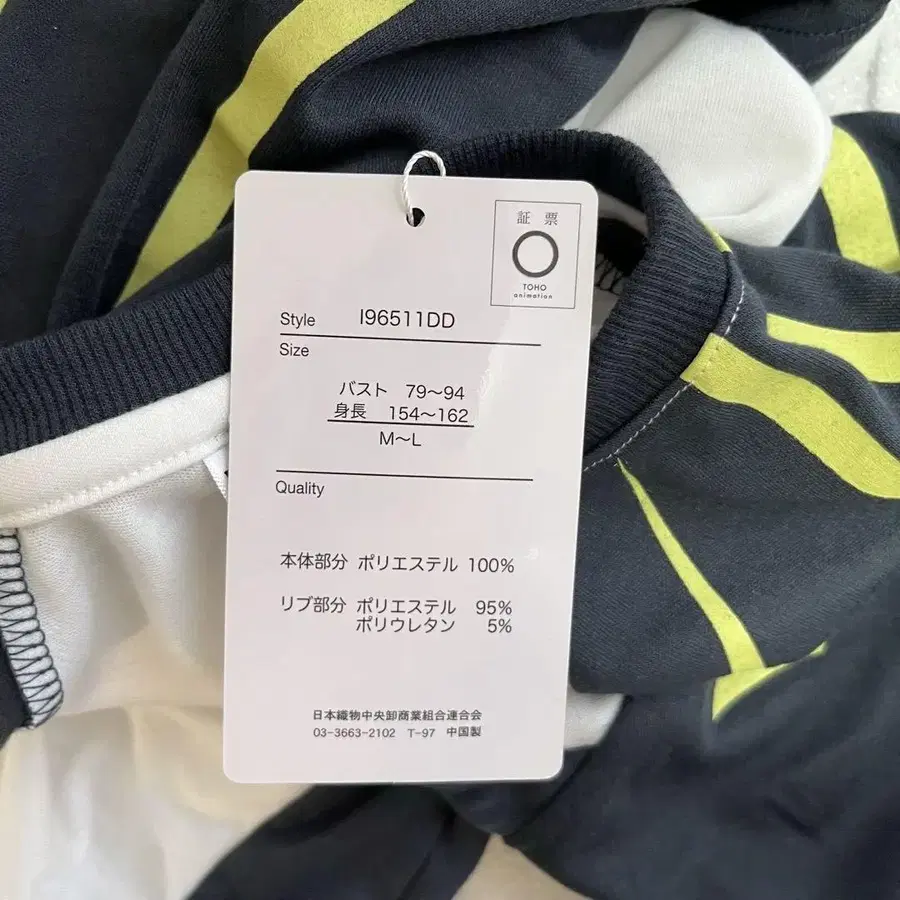 証 票
TOHO
animation
Style I96511DD
Size
バスト 79〜94
身長 154〜162
M〜L
Quality
本体部分 ポリエステル 100%
リブ部分 ポリエステル 95%
ポリウレタン 5%
日本織物中央卸商業組合連合会
03-3663-2102 T-97 中国製